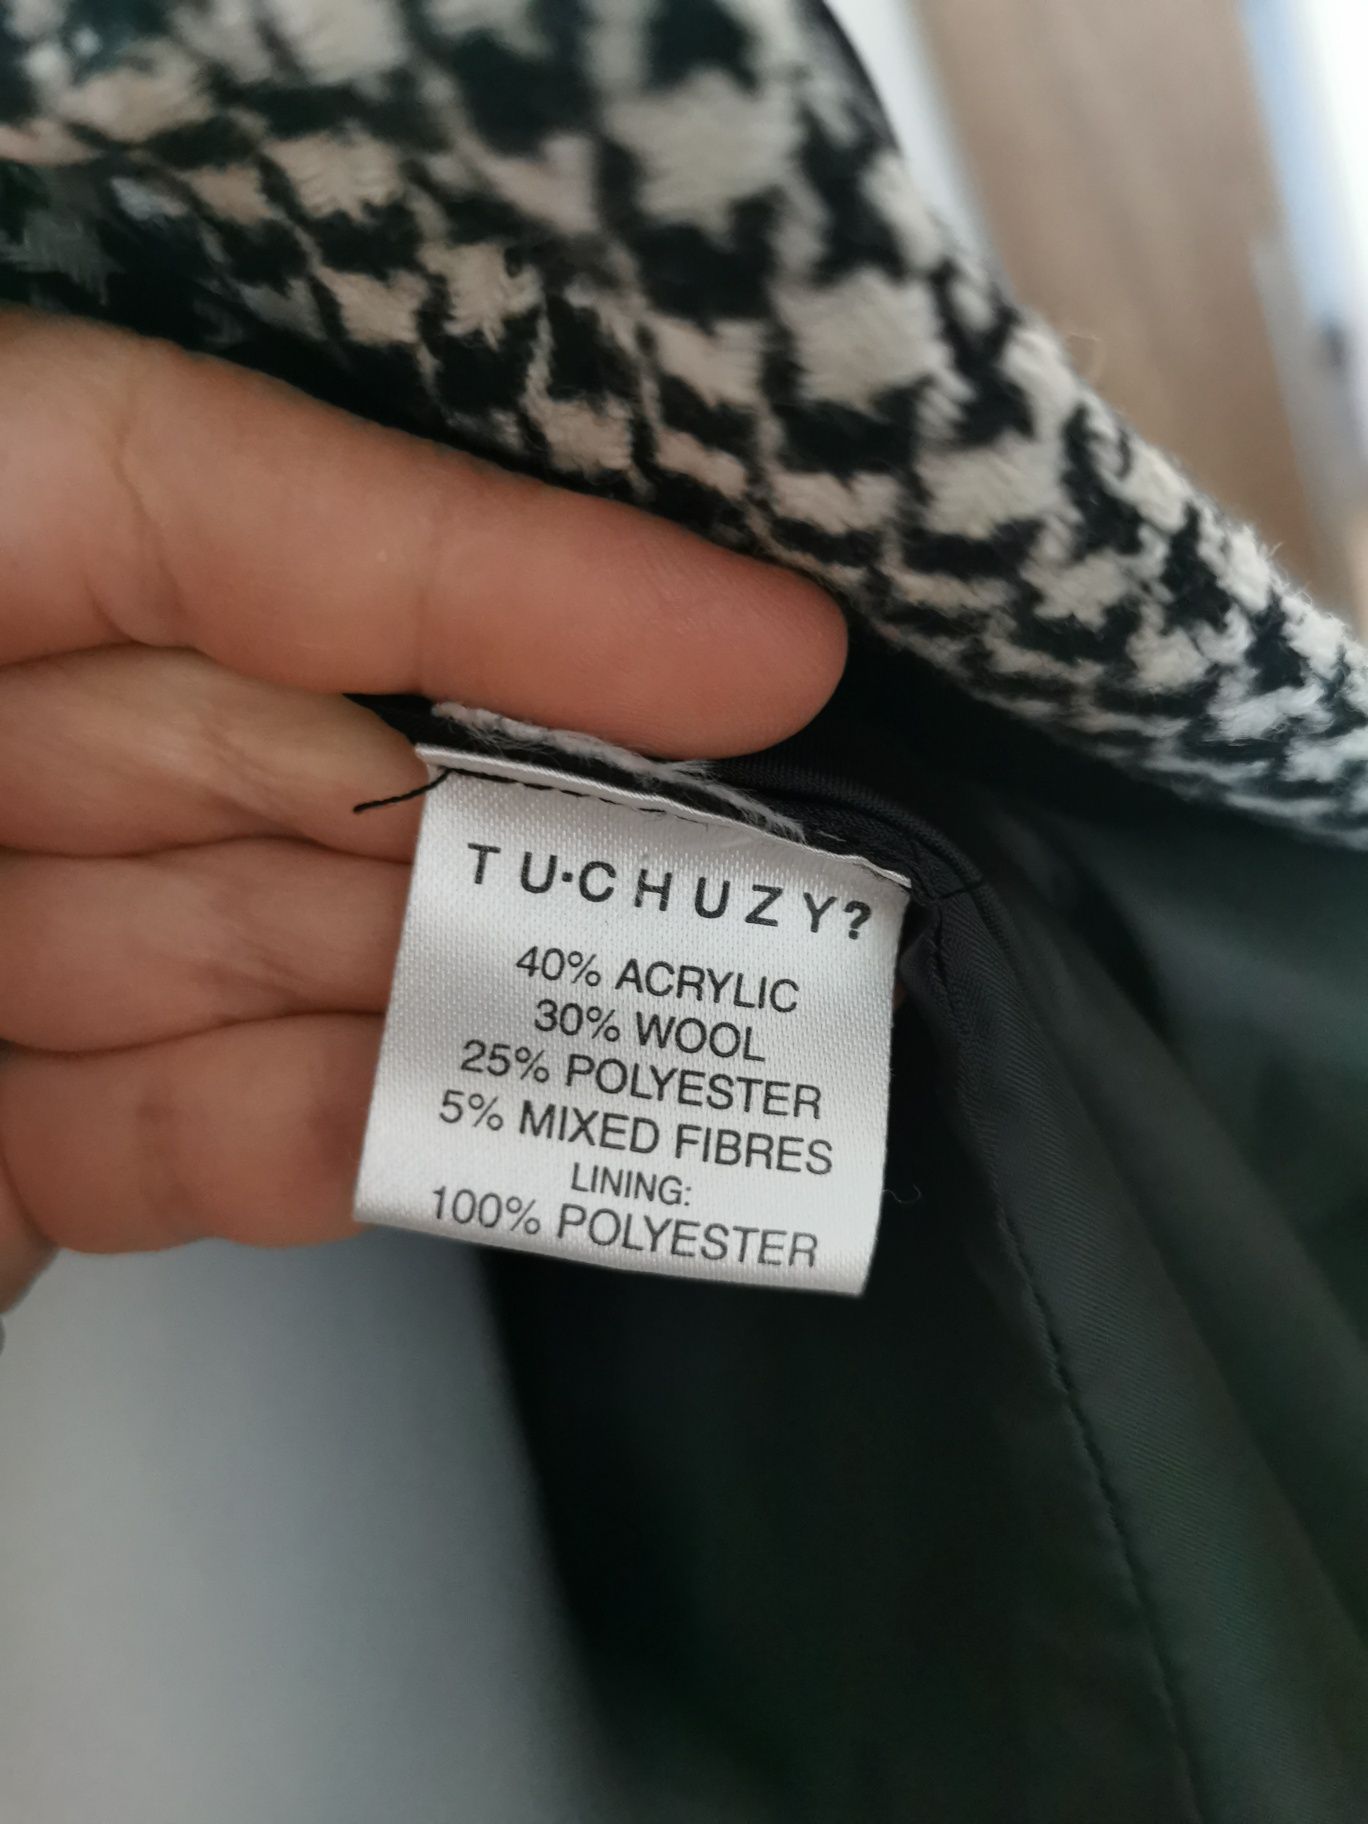 TU·CHUZY?
40% ACRYLIC
30% WOOL
25% POLYESTER
5% MIXED FIBRES
LINING:
100% POLYESTER